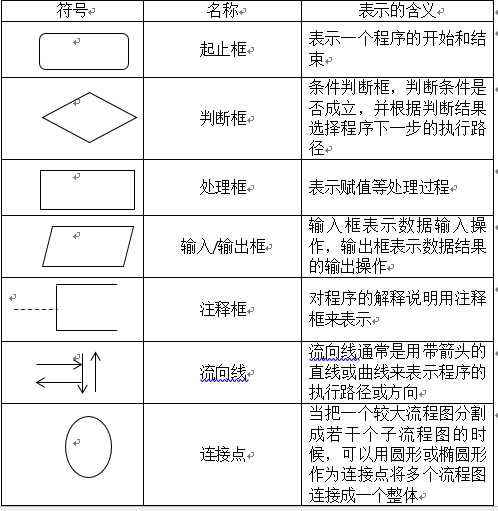 符号 名称 表示的含义
起止框 表示一个程序的开始和结
束
判断框 条件判断框，判断条件是
否成立，并根据判断结果
选择程序下一步的执行路
径
处理框 表示赋值等处理过程
输入/输出框 输入框表示数据输入操
作，输出框表示数据结果
的输出操作
注释框 对程序的解释说明用注释
框来表示
流向线 流向线通常是用带箭头的
直线或曲线来表示程序的
执行路径或方向
连接点 当把一个较大流程图分割
成若干个子流程图的时
候，可以用圆形或椭圆形
作为连接点将多个流程图
连接成一个整体